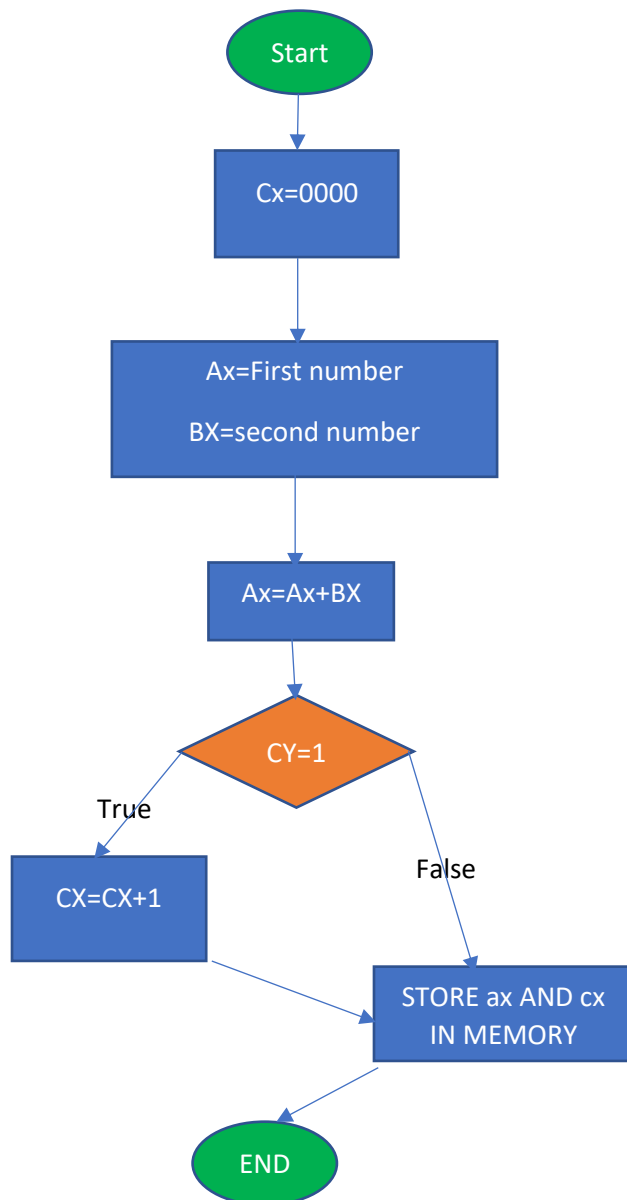 Start
Cx=0000
Ax=First number
BX=second number
Ax=Ax+BX
CY=1
True
False
CX=CX+1
STORE ax AND cx
IN MEMORY
END